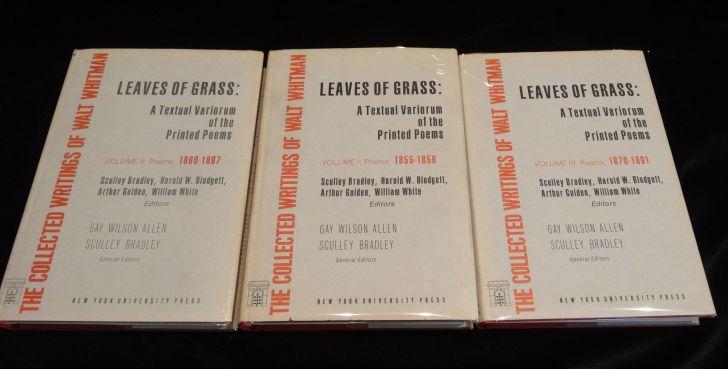 THE COLLECTED WRITINGS OF WALT WHITMAN
LEAVES OF GRASS:
A Textual Variorum
of the
Printed Poems
VOLUME II: Poems, 1860-1867
Sculley Bradley, Harold W. Blodgett,
Arthur Golden, William White
Editors
GAY WILSON ALLEN
SCULLEY BRADLEY
General Editors
NEW YORK UNIVERSITY PRESS
THE COLLECTED WRITINGS OF WALT WHITMAN
LEAVES OF GRASS:
A Textual Variorum
of the
Printed Poems
VOLUME I: Poems, 1855-1856
Sculley Bradley, Harold W. Blodgett,
Arthur Golden, William White
Editors
GAY WILSON ALLEN
SCULLEY BRADLEY
General Editors
NEW YORK UNIVERSITY PRESS
THE COLLECTED WRITINGS OF WALT WHITMAN
LEAVES OF GRASS:
A Textual Variorum
of the
Printed Poems
VOLUME III: Poems, 1870-1891
Sculley Bradley, Harold W. Blodgett,
Arthur Golden, William White
Editors
GAY WILSON ALLEN
SCULLEY BRADLEY
General Editors
NEW YORK UNIVERSITY PRESS